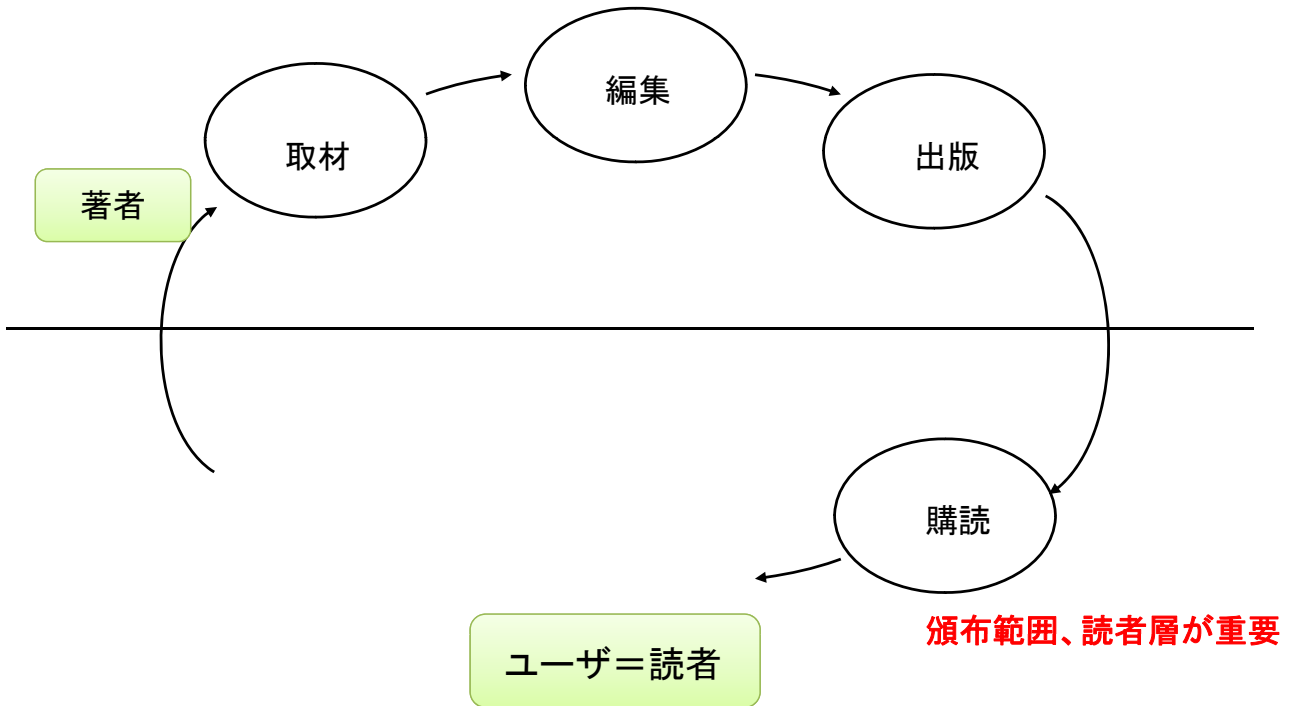 編集
取材
出版
著者
購読
頒布範囲、読者層が重要
ユーザ＝読者